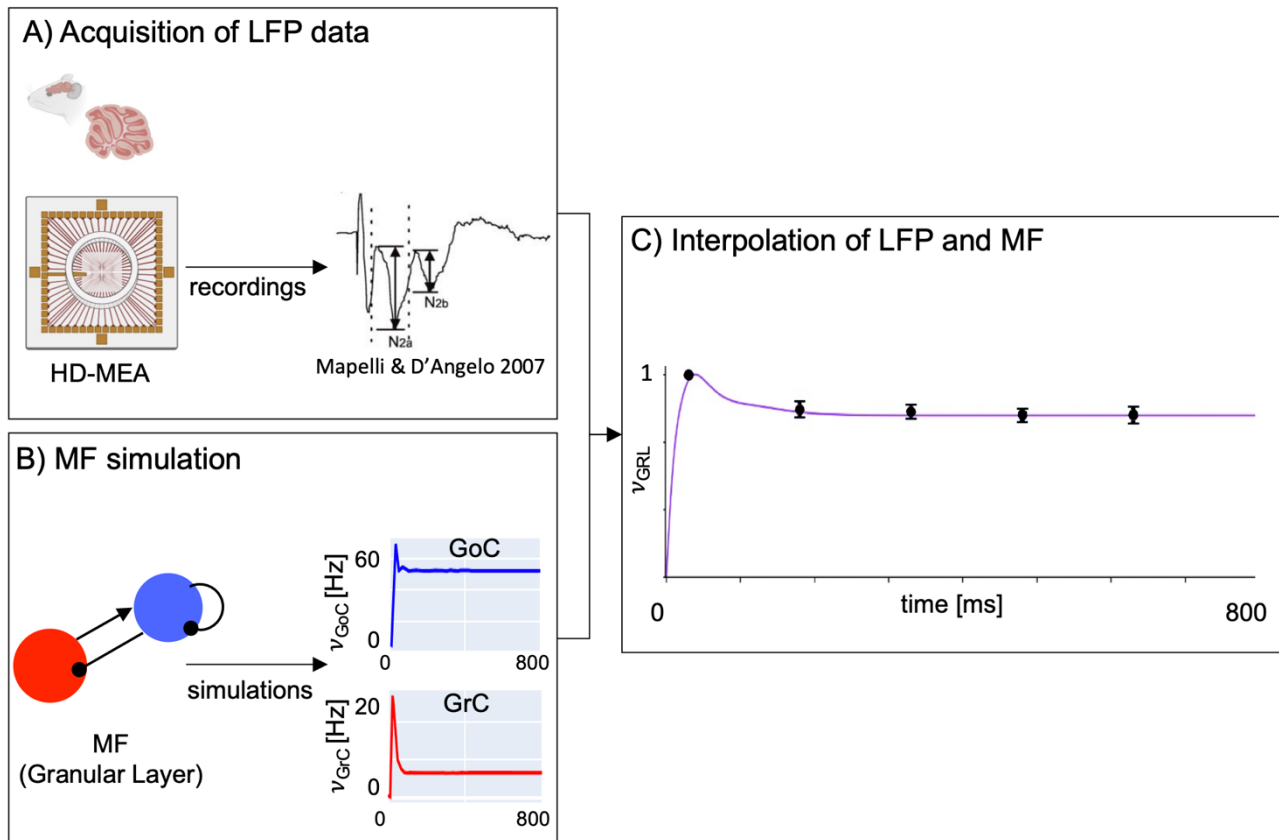 A) Acquisition of LFP data
recordings
N2a
N2b
HD-MEA
Mapelli & D'Angelo 2007
B) MF simulation
MF
(Granular Layer)
simulations
GoC
νGoC [Hz]
60
0
0
800
GrC
νGrC [Hz]
20
0
0
800
C) Interpolation of LFP and MF
1
νGRL
0
time [ms]
800